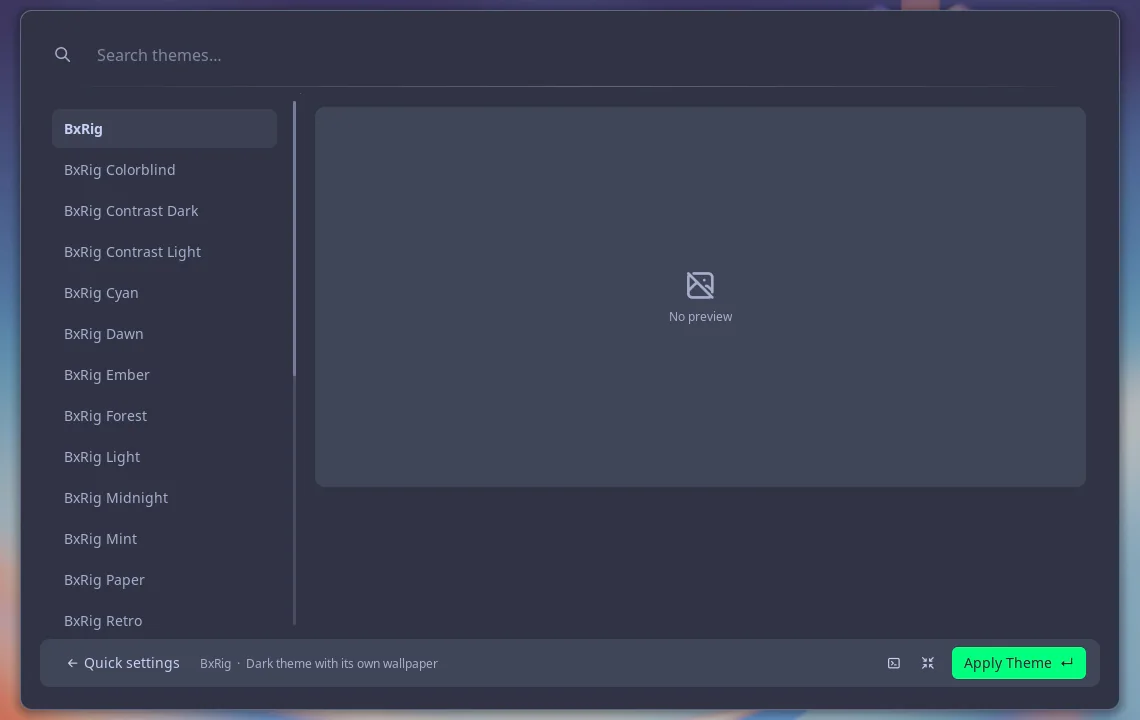 Search themes...
BxRig
BxRig Colorblind
BxRig Contrast Dark
BxRig Contrast Light
BxRig Cyan
BxRig Dawn
BxRig Ember
BxRig Forest
BxRig Light
BxRig Midnight
BxRig Mint
BxRig Paper
BxRig Retro
No preview
← Quick settings BxRig · Dark theme with its own wallpaper Apply Theme ↵